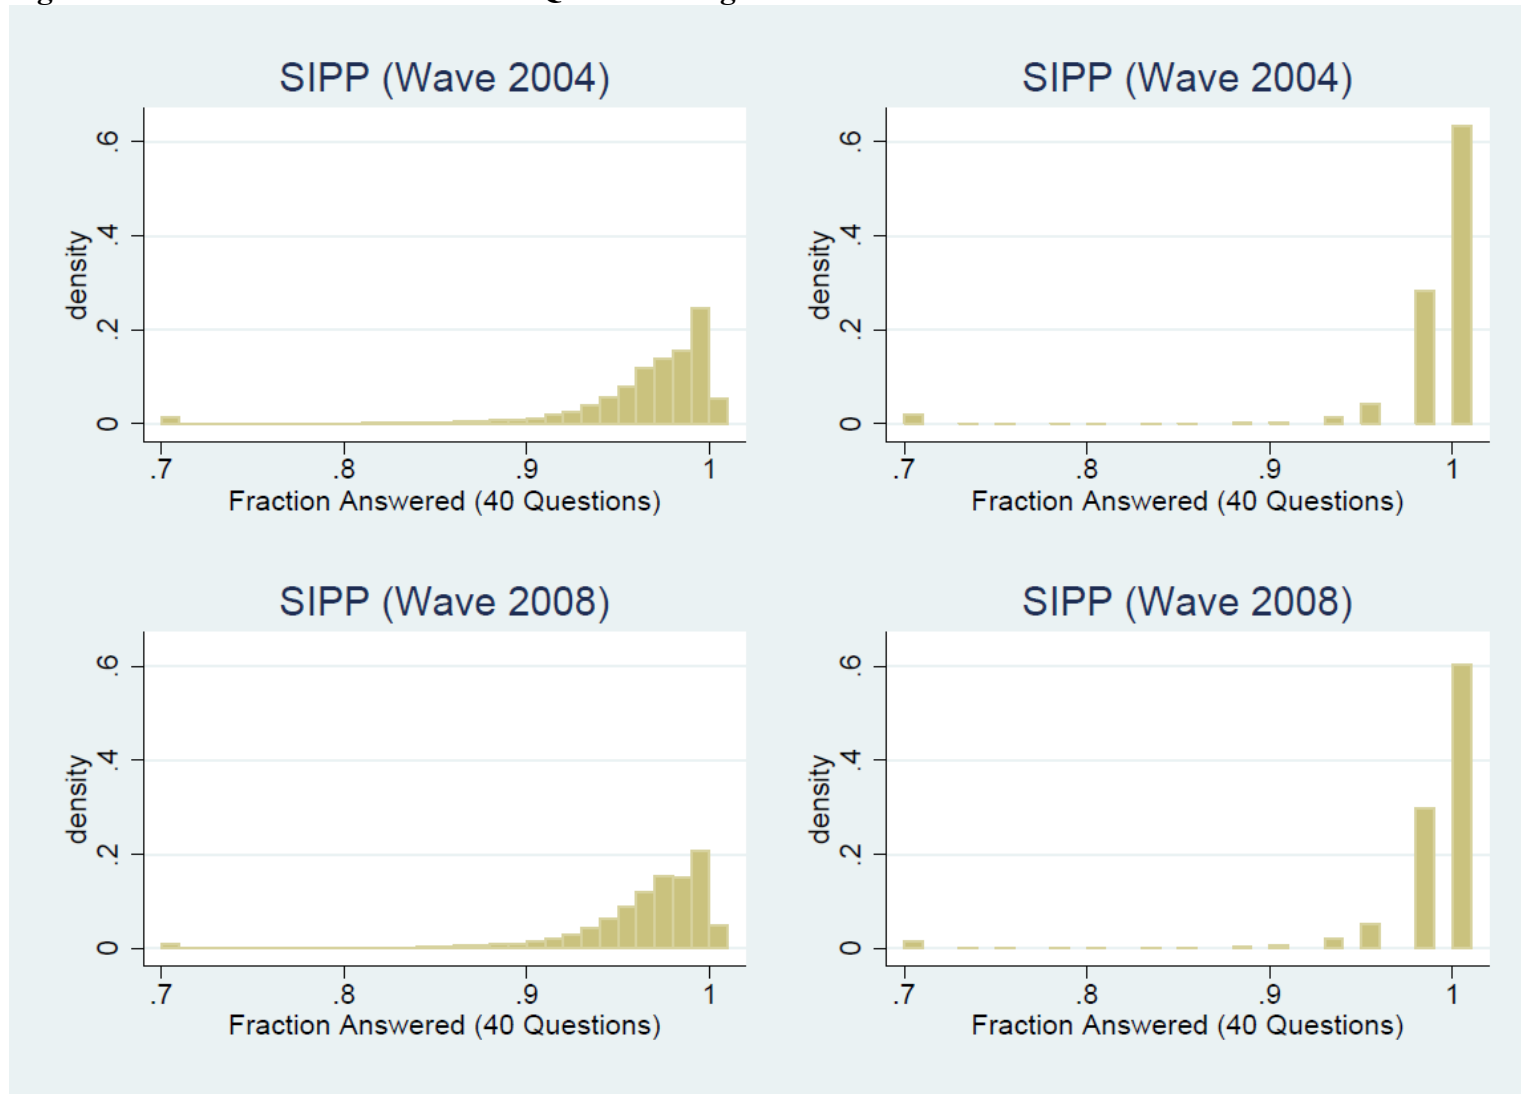 SIPP (Wave 2004)
density
.6
.4
.2
0
.7 .8 .9 1
Fraction Answered (40 Questions)
SIPP (Wave 2004)
density
.6
.4
.2
0
.7 .8 .9 1
Fraction Answered (40 Questions)
SIPP (Wave 2008)
density
.6
.4
.2
0
.7 .8 .9 1
Fraction Answered (40 Questions)
SIPP (Wave 2008)
density
.6
.4
.2
0
.7 .8 .9 1
Fraction Answered (40 Questions)